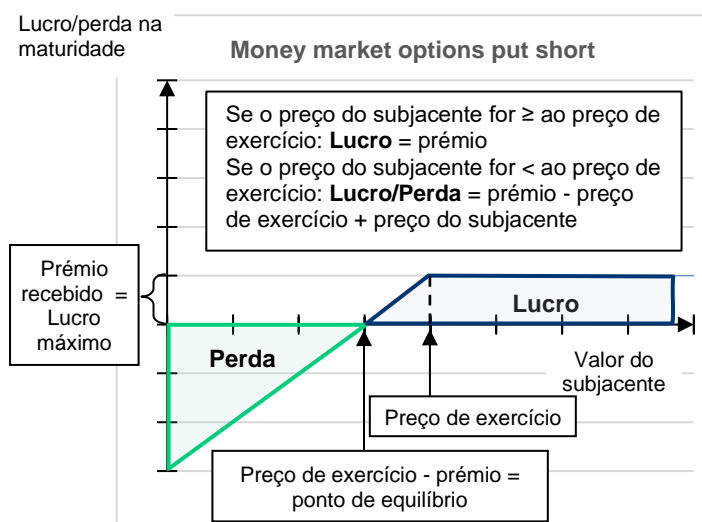 Lucro/perda na
maturidade
Money market options put short
Se o preço do subjacente for ≥ ao preço de
exercício: Lucro = prémio
Se o preço do subjacente for < ao preço de
exercício: Lucro/Perda = prémio - preço
de exercício + preço do subjacente
Prémio
recebido =
Lucro
máximo
Lucro
Perda
Valor do
subjacente
Preço de exercício
Preço de exercício - prémio =
ponto de equilíbrio